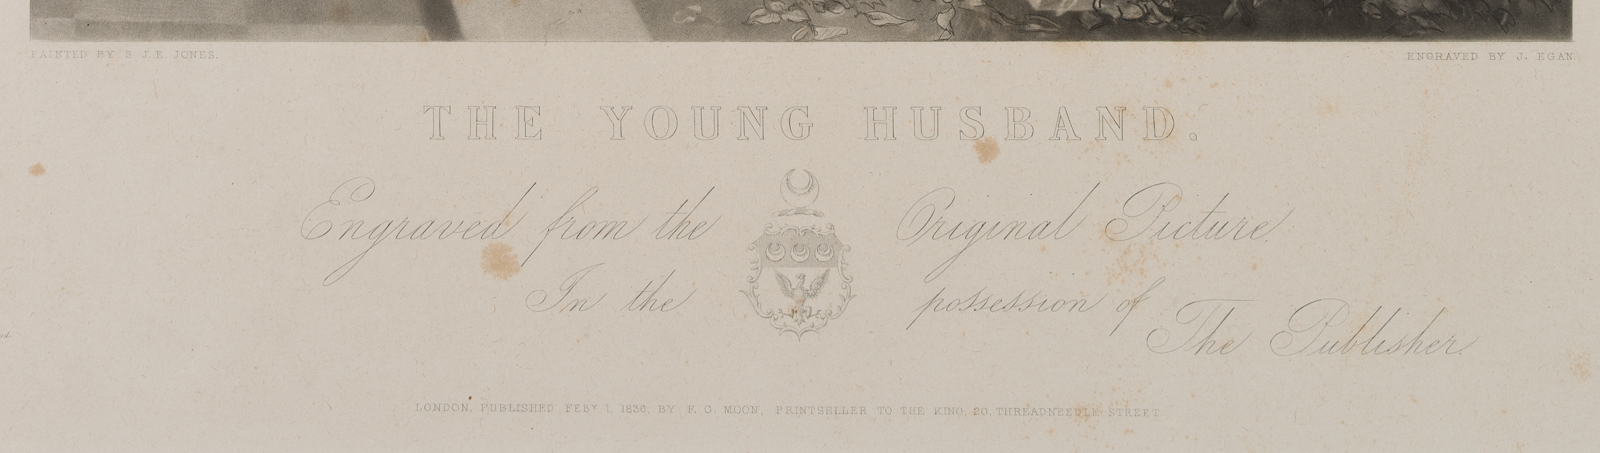 PAINTED BY S. J. E. JONES.
ENGRAVED BY J. EGAN.
THE YOUNG HUSBAND.
Engraved from the Original Picture
In the possession of
The Publisher.
LONDON, PUBLISHED FEBY 1, 1836, BY F. G. MOON, PRINTSELLER TO THE KING, 20, THREADNEEDLE STREET